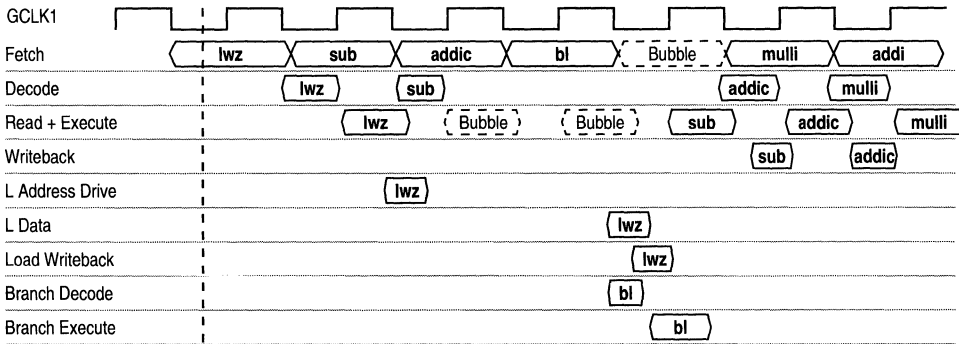 GCLK1
Fetch lwz sub addic bl Bubble mulli addi
Decode lwz sub addic mulli
Read + Execute lwz Bubble Bubble sub addic mulli
Writeback sub addic
L Address Drive lwz
L Data lwz
Load Writeback lwz
Branch Decode bl
Branch Execute bl